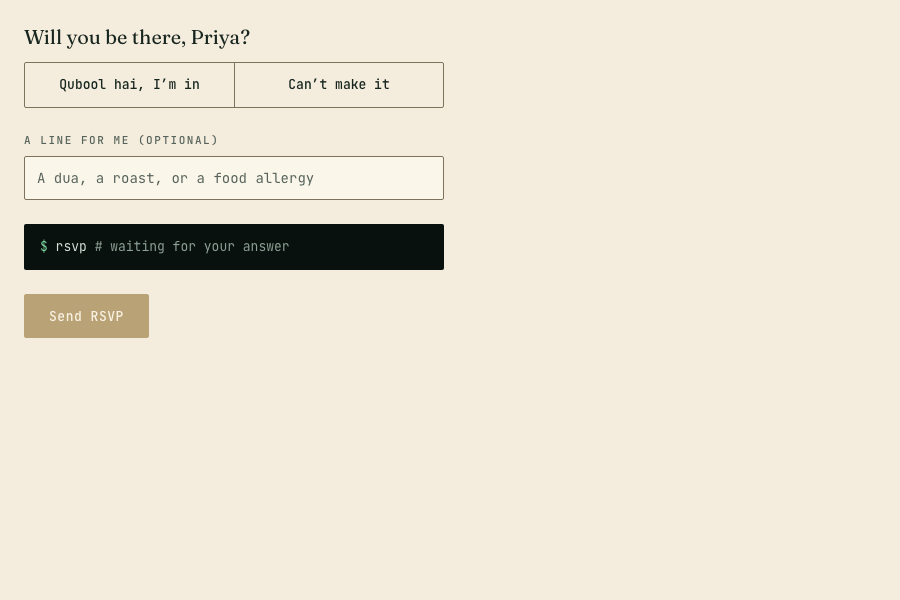 Will you be there, Priya?
Qubool hai, I’m in
Can’t make it
A LINE FOR ME (OPTIONAL)
A dua, a roast, or a food allergy
$ rsvp # waiting for your answer
Send RSVP